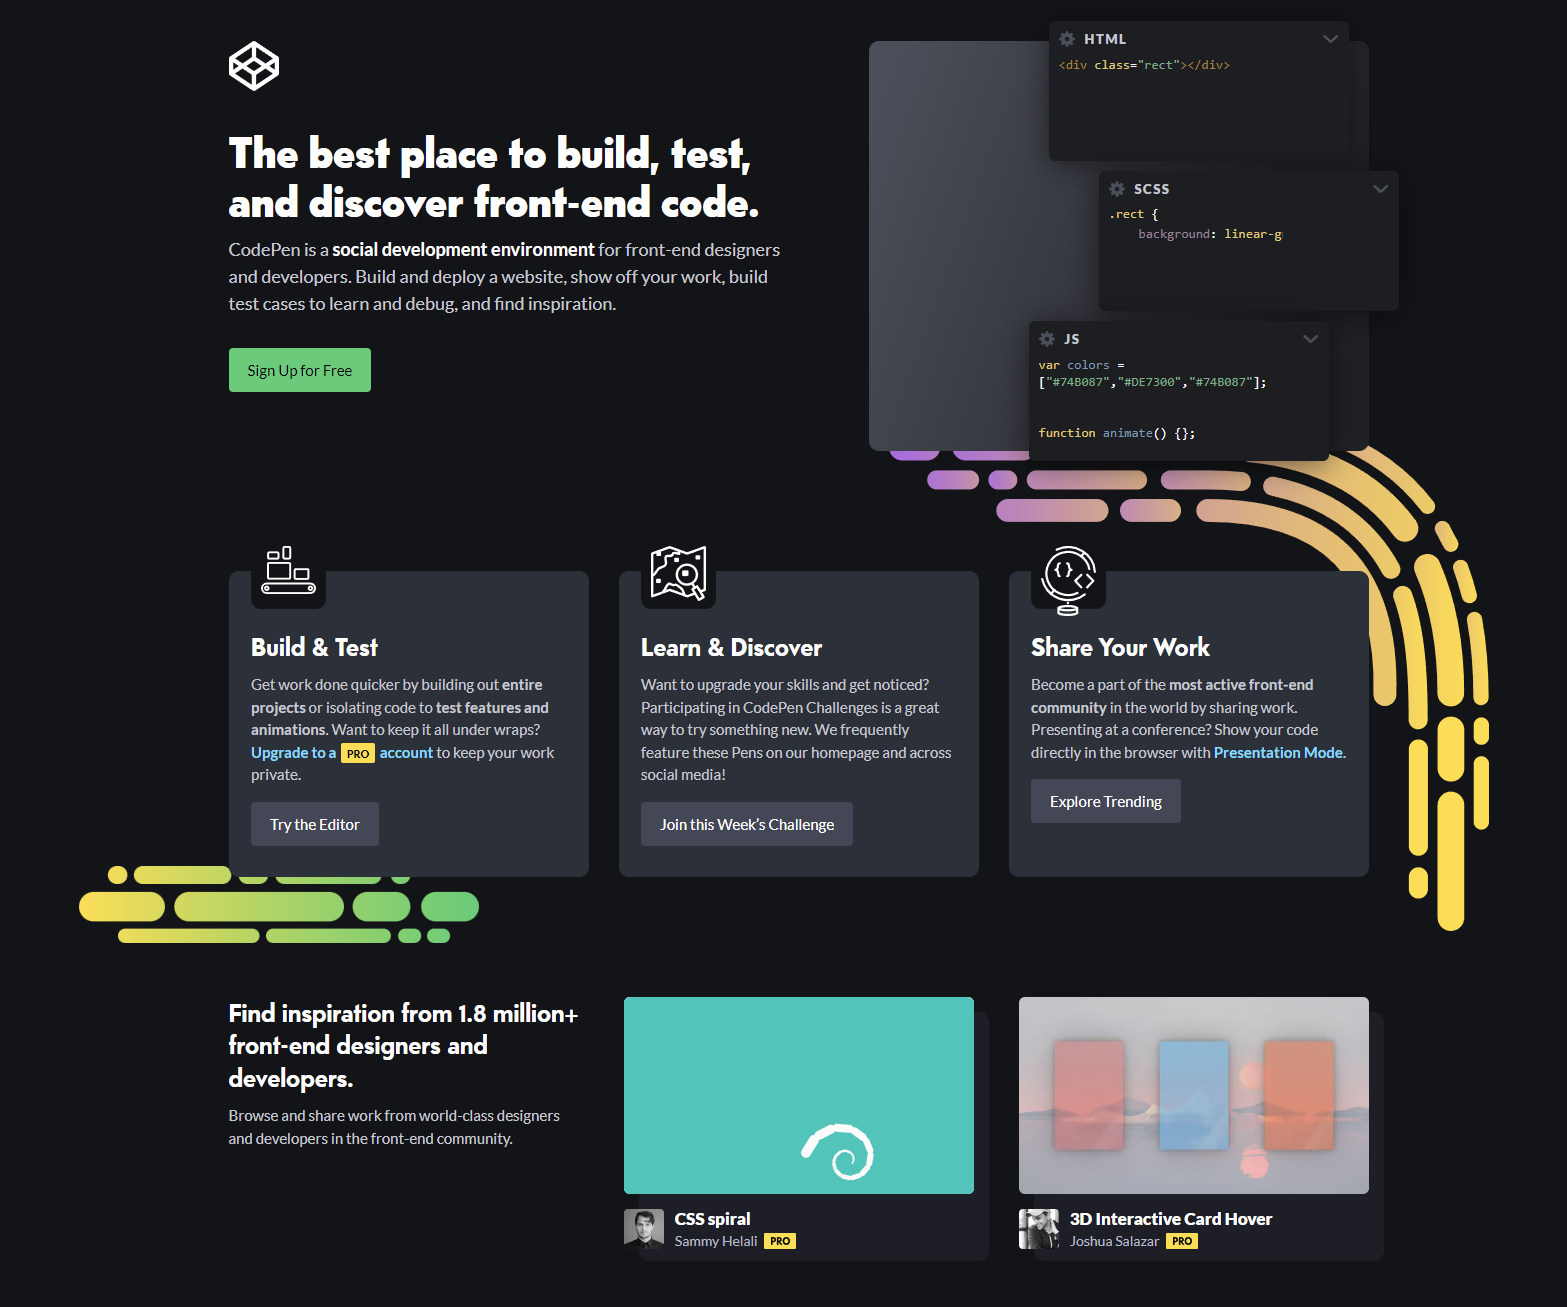 The best place to build, test,
and discover front-end code.
CodePen is a social development environment for front-end designers
and developers. Build and deploy a website, show off your work, build
test cases to learn and debug, and find inspiration.
Sign Up for Free
HTML
<div class="rect"></div>
SCSS
.rect {
background: linear-g
JS
var colors =
["#74B087","#DE7300","#74B087"];
function animate() {};
Build & Test
Get work done quicker by building out entire
projects or isolating code to test features and
animations. Want to keep it all under wraps?
Upgrade to a PRO account to keep your work
private.
Try the Editor
Learn & Discover
Want to upgrade your skills and get noticed?
Participating in CodePen Challenges is a great
way to try something new. We frequently
feature these Pens on our homepage and across
social media!
Join this Week's Challenge
Share Your Work
Become a part of the most active front-end
community in the world by sharing work.
Presenting at a conference? Show your code
directly in the browser with Presentation Mode.
Explore Trending
Find inspiration from 1.8 million+
front-end designers and
developers.
Browse and share work from world-class designers
and developers in the front-end community.
CSS spiral
Sammy Helali PRO
3D Interactive Card Hover
Joshua Salazar PRO